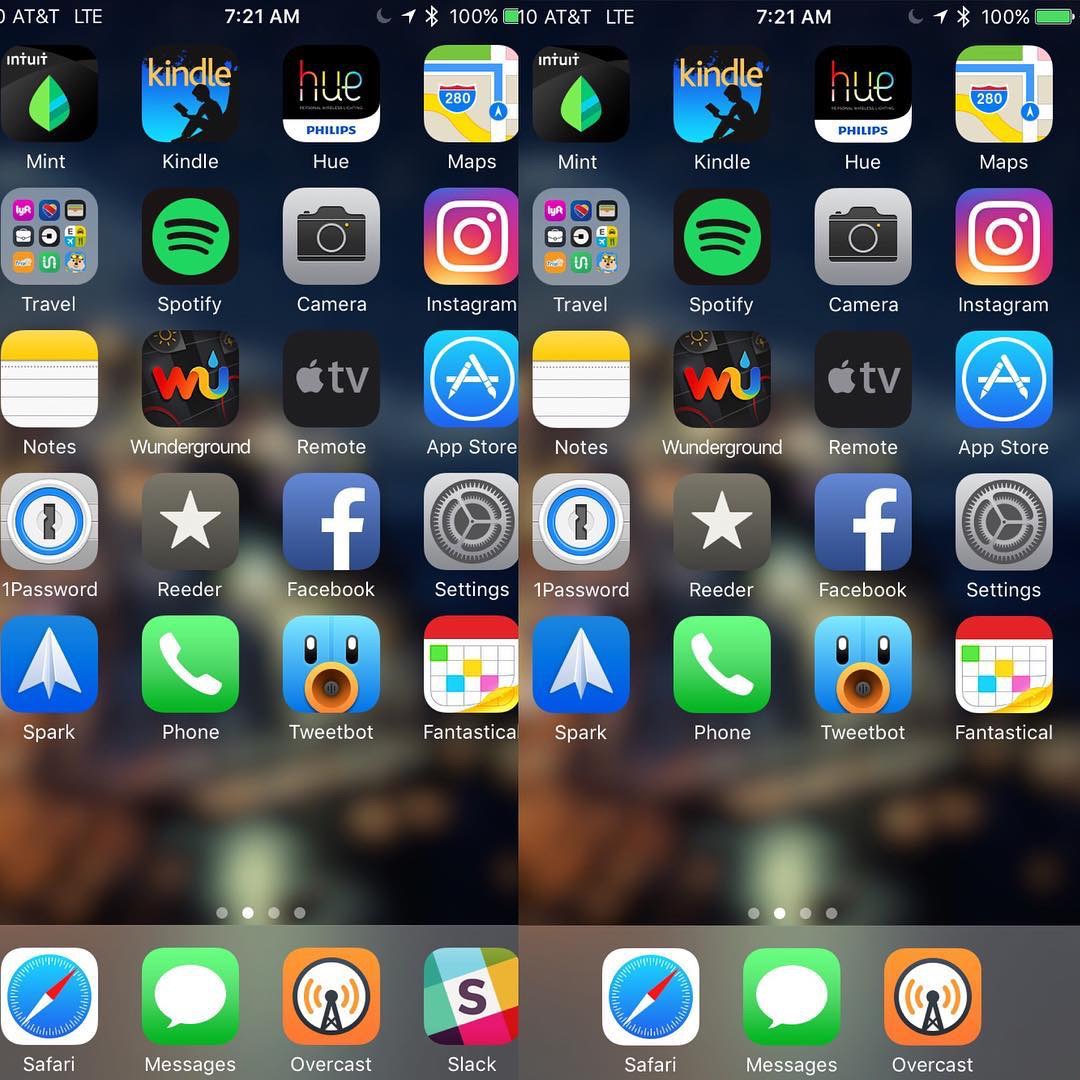 0 AT&T LTE 7:21 AM 100%
intuit
kindle
hue
PERSONAL WIRELESS LIGHTING
PHILIPS
280
Mint Kindle Hue Maps
lyft
E
Travel Spotify Camera Instagram
wu
tv
Notes Wunderground Remote App Store
f
1Password Reeder Facebook Settings
Spark Phone Tweetbot Fantastica
S
Safari Messages Overcast Slack
10 AT&T LTE 7:21 AM 100%
intuit
kindle
hue
PERSONAL WIRELESS LIGHTING
PHILIPS
280
Mint Kindle Hue Maps
lyft
E
Travel Spotify Camera Instagram
wu
tv
Notes Wunderground Remote App Store
f
1Password Reeder Facebook Settings
Spark Phone Tweetbot Fantastical
Safari Messages Overcast